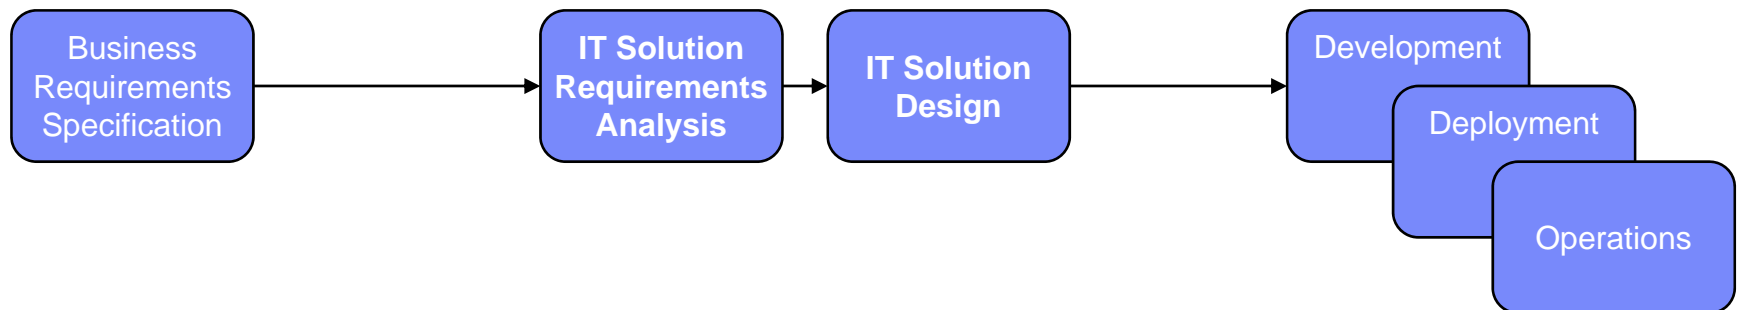 Business
Requirements
Specification
IT Solution
Requirements
Analysis
IT Solution
Design
Development
Deployment
Operations